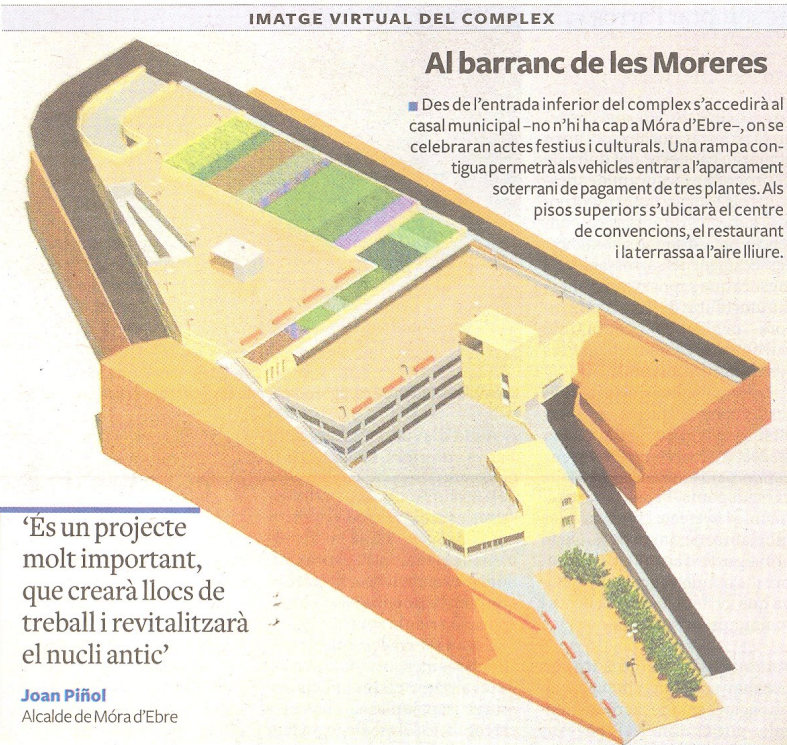 IMATGE VIRTUAL DEL COMPLEX
Al barranc de les Moreres
■ Des de l'entrada inferior del complex s'accedirà al
casal municipal –no n'hi ha cap a Móra d'Ebre–, on se
celebraran actes festius i culturals. Una rampa con-
tigua permetrà als vehicles entrar a l'aparcament
soterrani de pagament de tres plantes. Als
pisos superiors s'ubicarà el centre
de convencions, el restaurant
i la terrassa a l'aire lliure.
‘És un projecte
molt important,
que crearà llocs de
treball i revitalitzarà
el nucli antic’
Joan Piñol
Alcalde de Móra d'Ebre